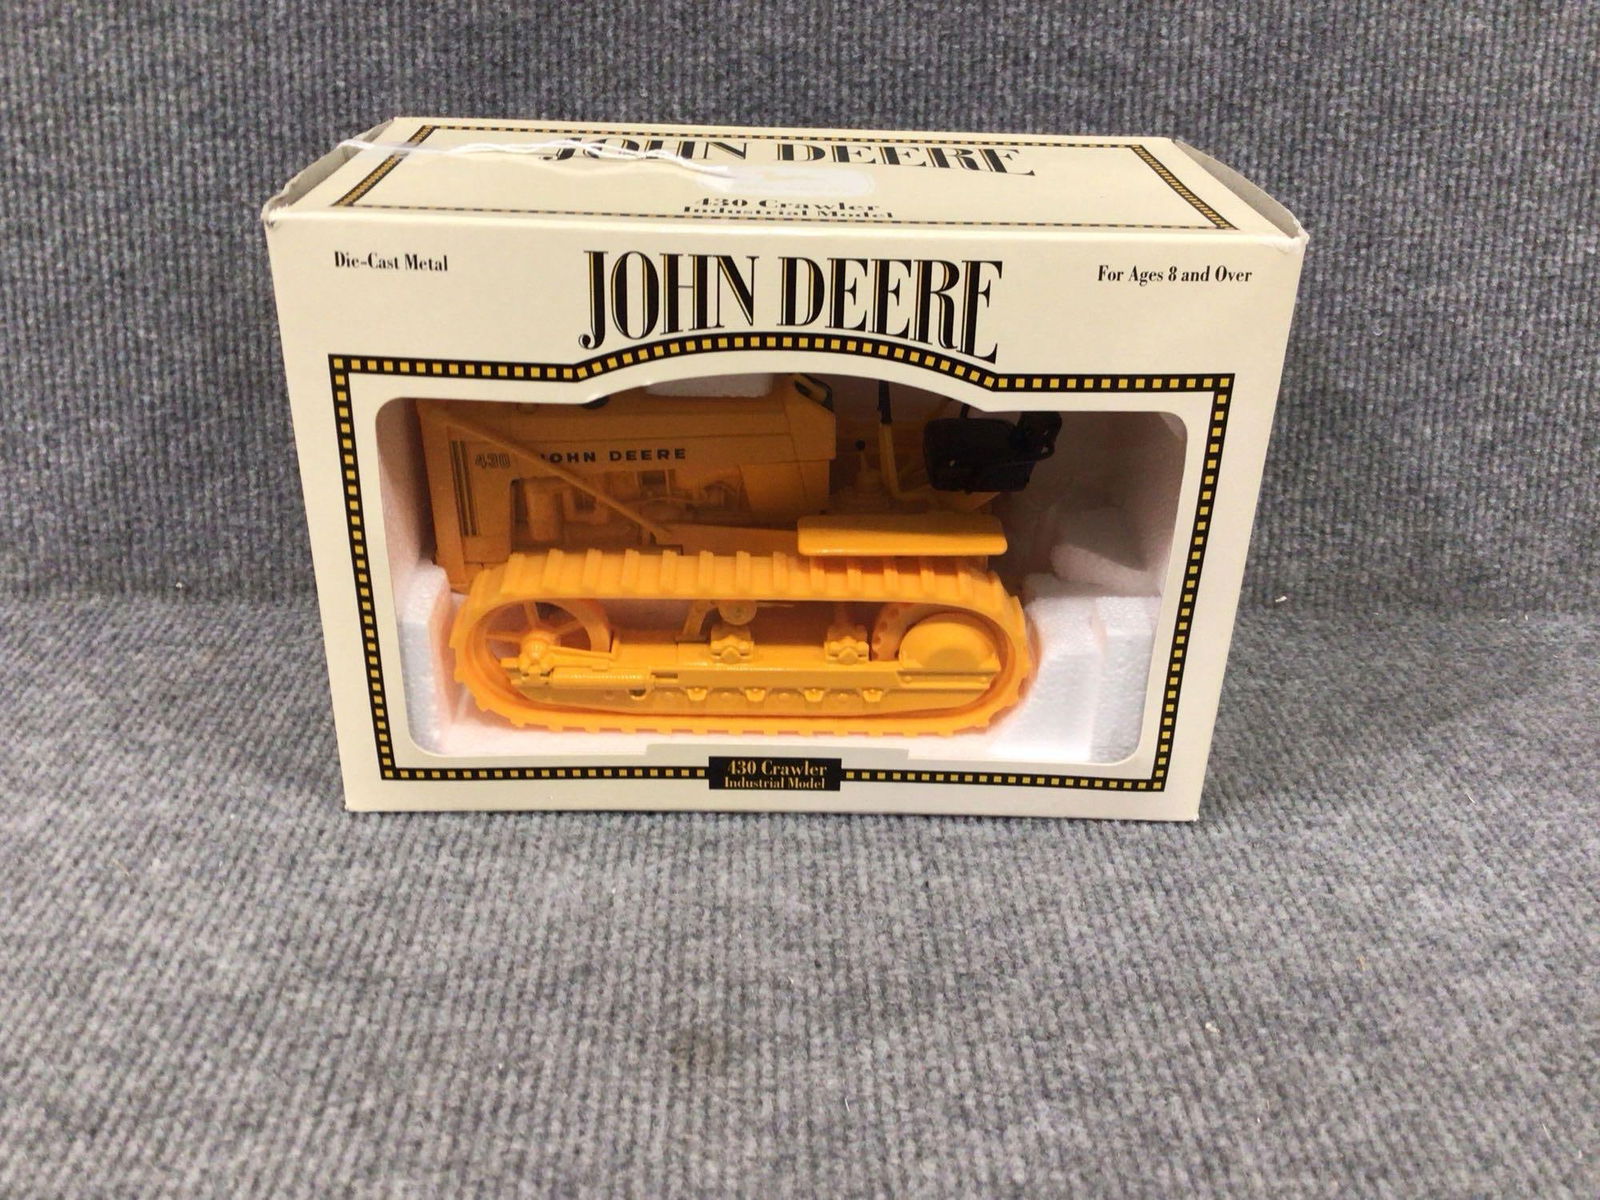 JOHN DEERE
430 Crawler
Industrial Model
Die-Cast Metal
JOHN DEERE
For Ages 8 and Over
430 JOHN DEERE
430 Crawler
Industrial Model